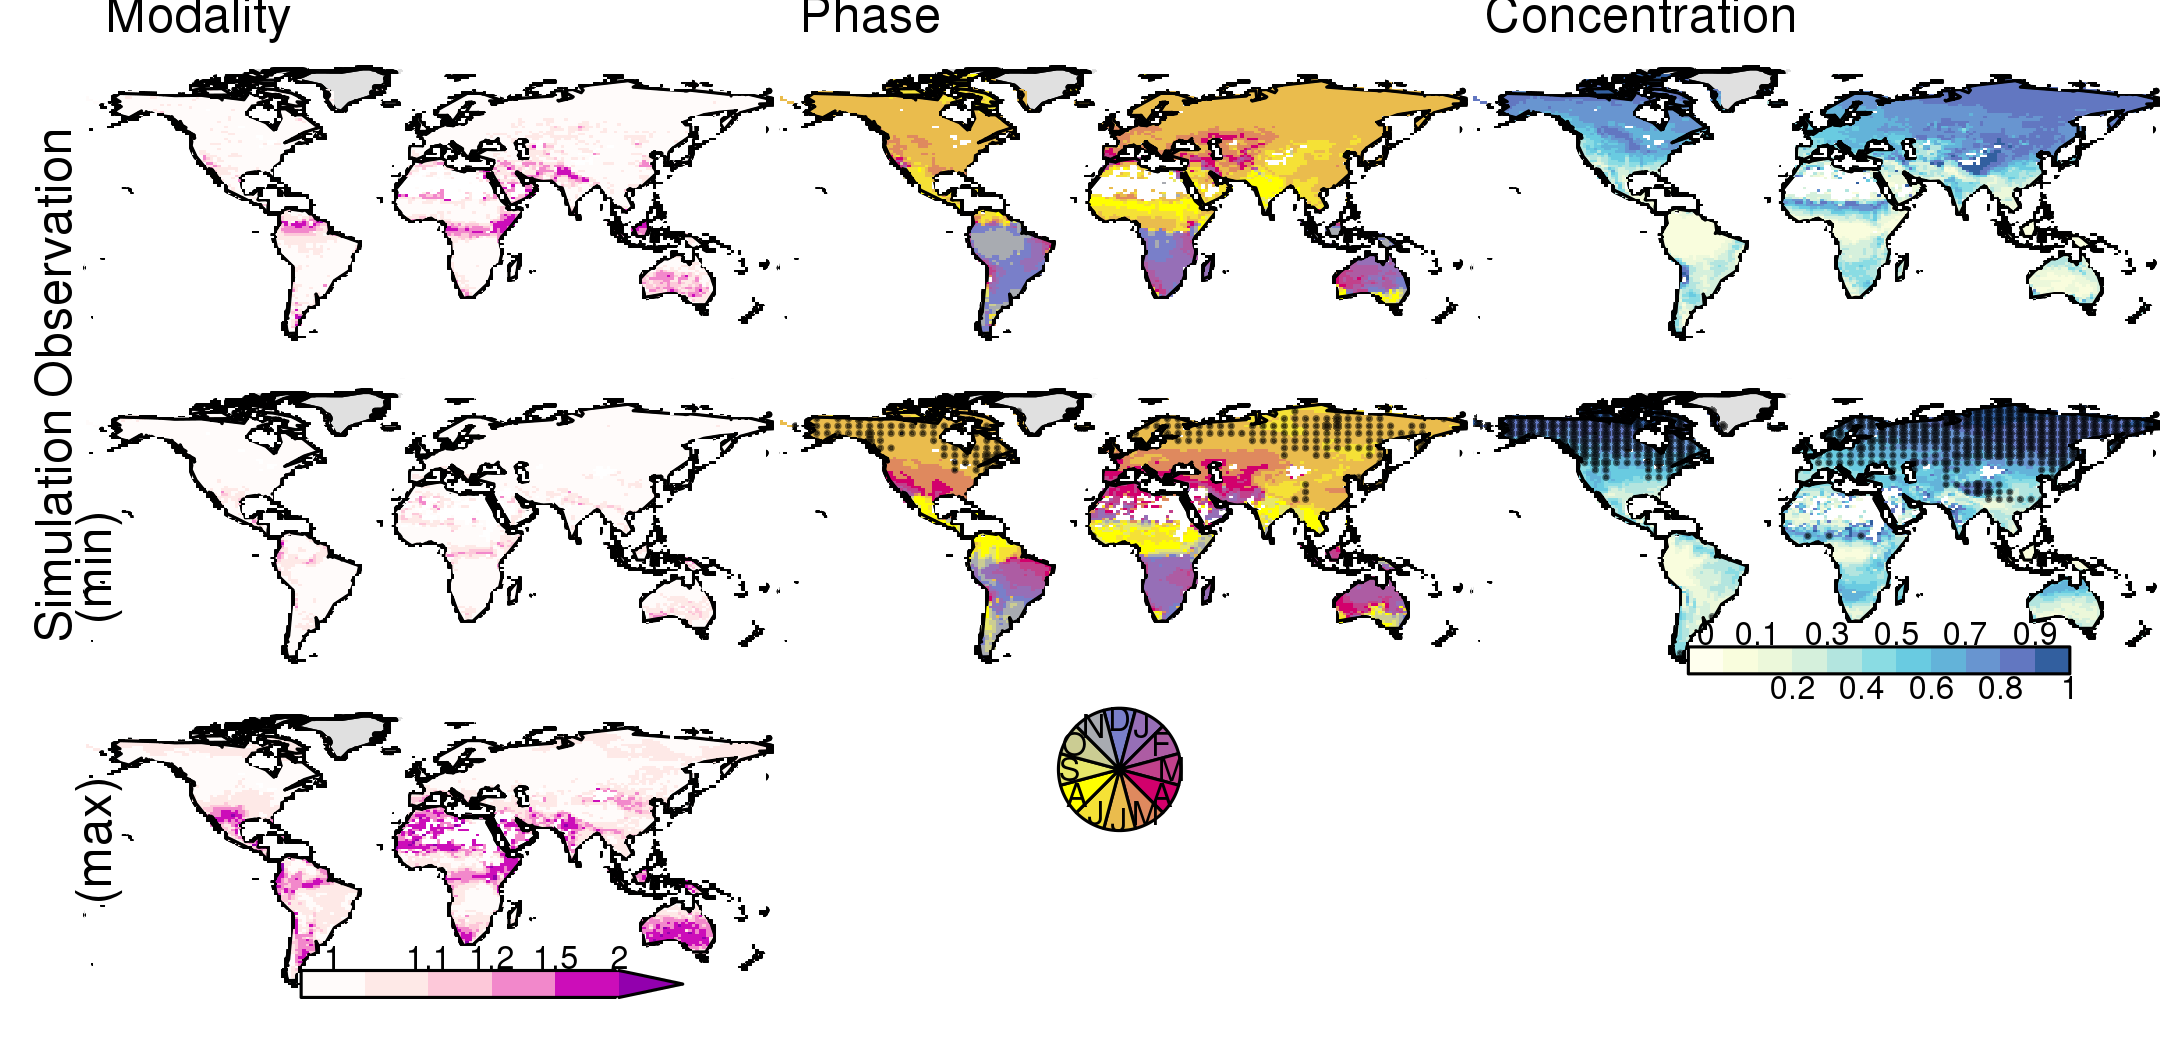 Modality
Phase
Concentration
Observation
Simulation
(min)
(max)
0 0.1 0.3 0.5 0.7 0.9
0.2 0.4 0.6 0.8 1
N D J F M A M J J A S O
1 1.1 1.2 1.5 2